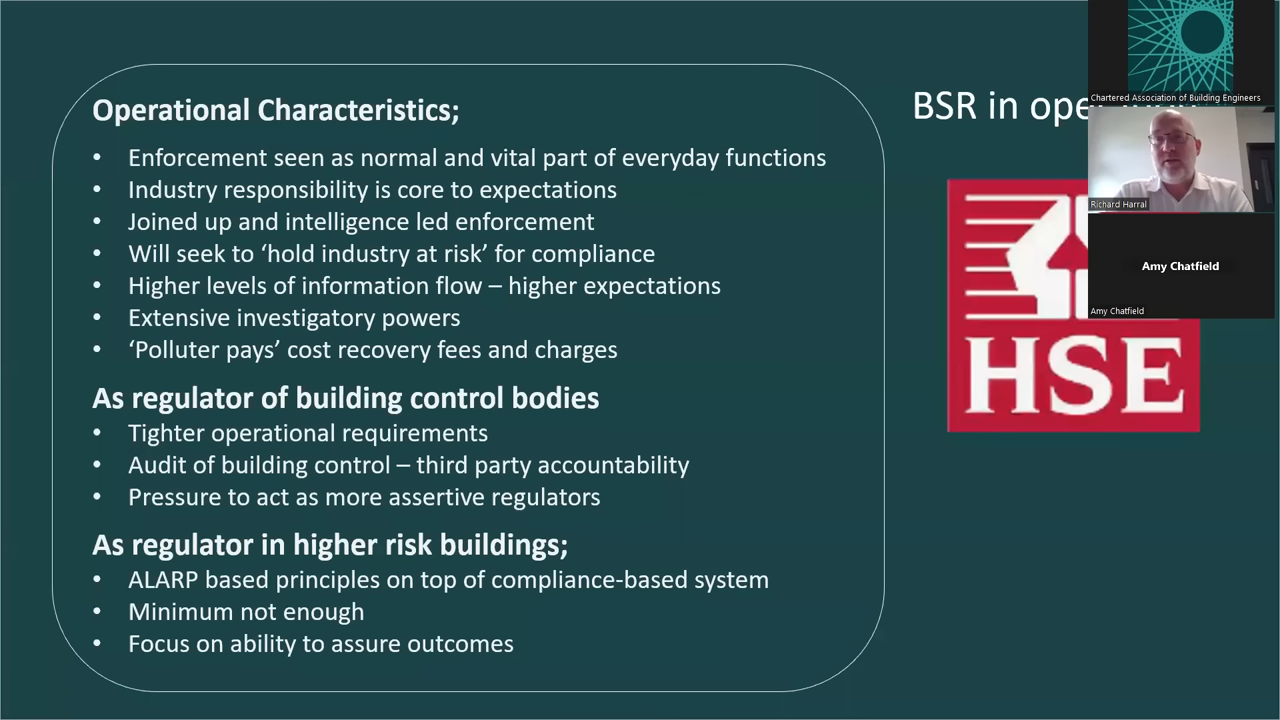 Operational Characteristics;
• Enforcement seen as normal and vital part of everyday functions
• Industry responsibility is core to expectations
• Joined up and intelligence led enforcement
• Will seek to ‘hold industry at risk’ for compliance
• Higher levels of information flow – higher expectations
• Extensive investigatory powers
• ‘Polluter pays’ cost recovery fees and charges
As regulator of building control bodies
• Tighter operational requirements
• Audit of building control – third party accountability
• Pressure to act as more assertive regulators
As regulator in higher risk buildings;
• ALARP based principles on top of compliance-based system
• Minimum not enough
• Focus on ability to assure outcomes
BSR in
HSE
Chartered Association of Building Engineers
Richard Harral
Amy Chatfield
Amy Chatfield